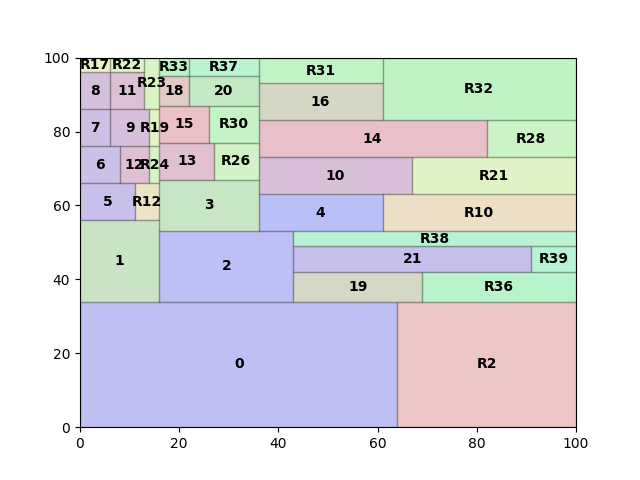 100
R17 R22 R33 R37 R31
R23
8 11 18 20 16 R32
80
7 9 R19 15 R30 14 R28
6 12 R24 13 R26 10 R21
60
5 R12 3 4 R10
R38
1 2 21 R39
40
19 R36
20
0 R2
0
0 20 40 60 80 100